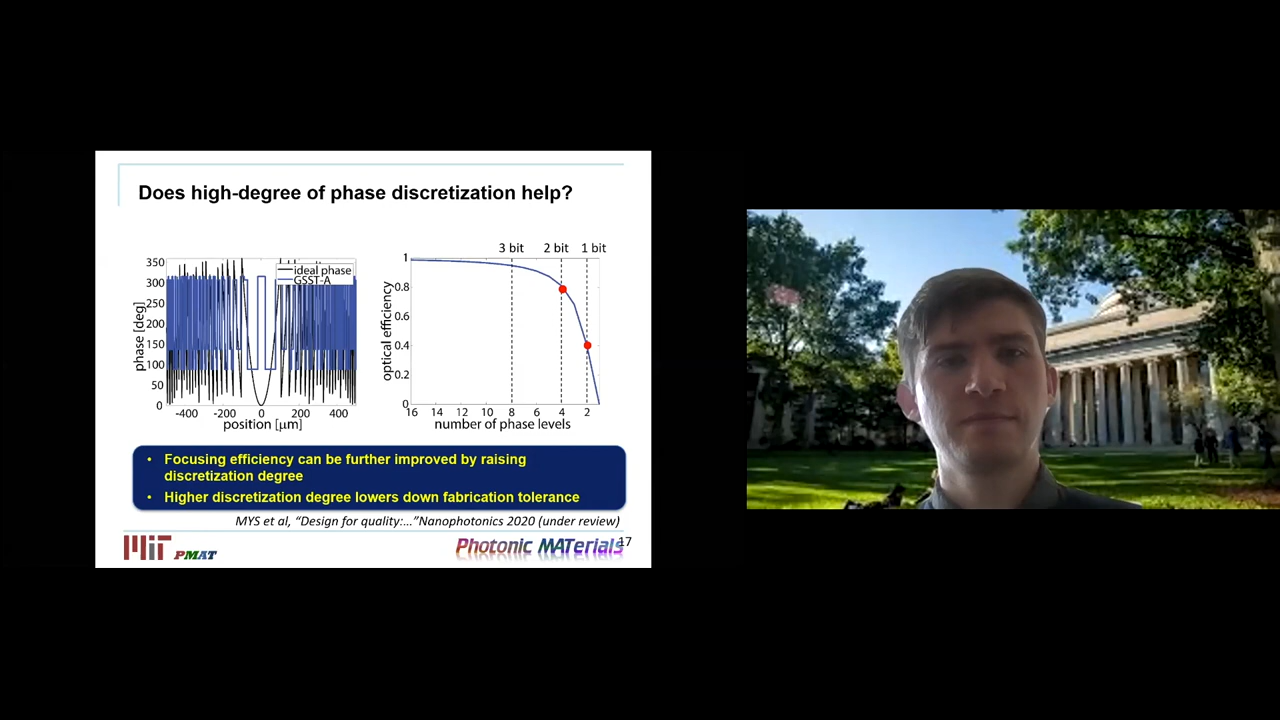 Does high-degree of phase discretization help?
3 bit 2 bit 1 bit
350
300
250
200
150
100
50
0
phase [deg]
ideal phase
GSST-A
-400 -200 0 200 400
position [μm]
1
0.8
0.6
0.4
0.2
0
optical efficiency
16 14 12 10 8 6 4 2
number of phase levels
• Focusing efficiency can be further improved by raising
discretization degree
• Higher discretization degree lowers down fabrication tolerance
MYS et al, “Design for quality:...”Nanophotonics 2020 (under review)
MIT PMAT
Photonic MATerials
17